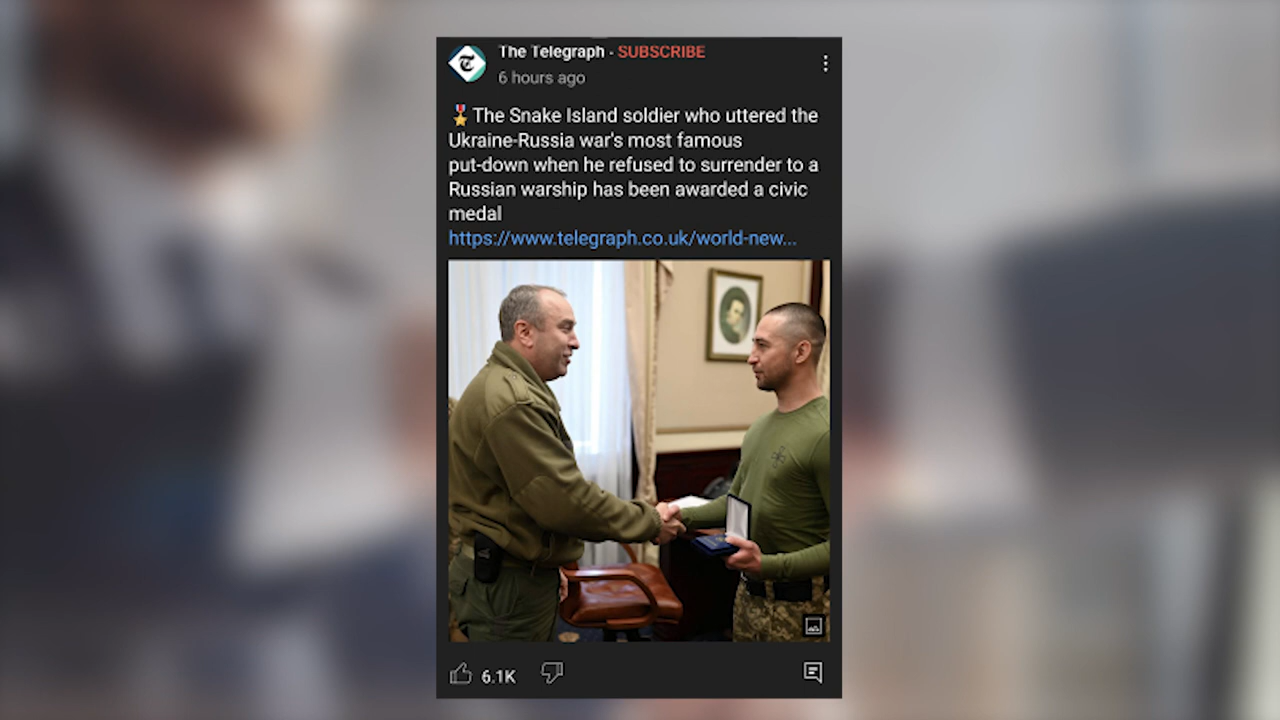 The Telegraph · SUBSCRIBE
6 hours ago
🎖️The Snake Island soldier who uttered the
Ukraine-Russia war's most famous
put-down when he refused to surrender to a
Russian warship has been awarded a civic
medal
https://www.telegraph.co.uk/world-new...
6.1K